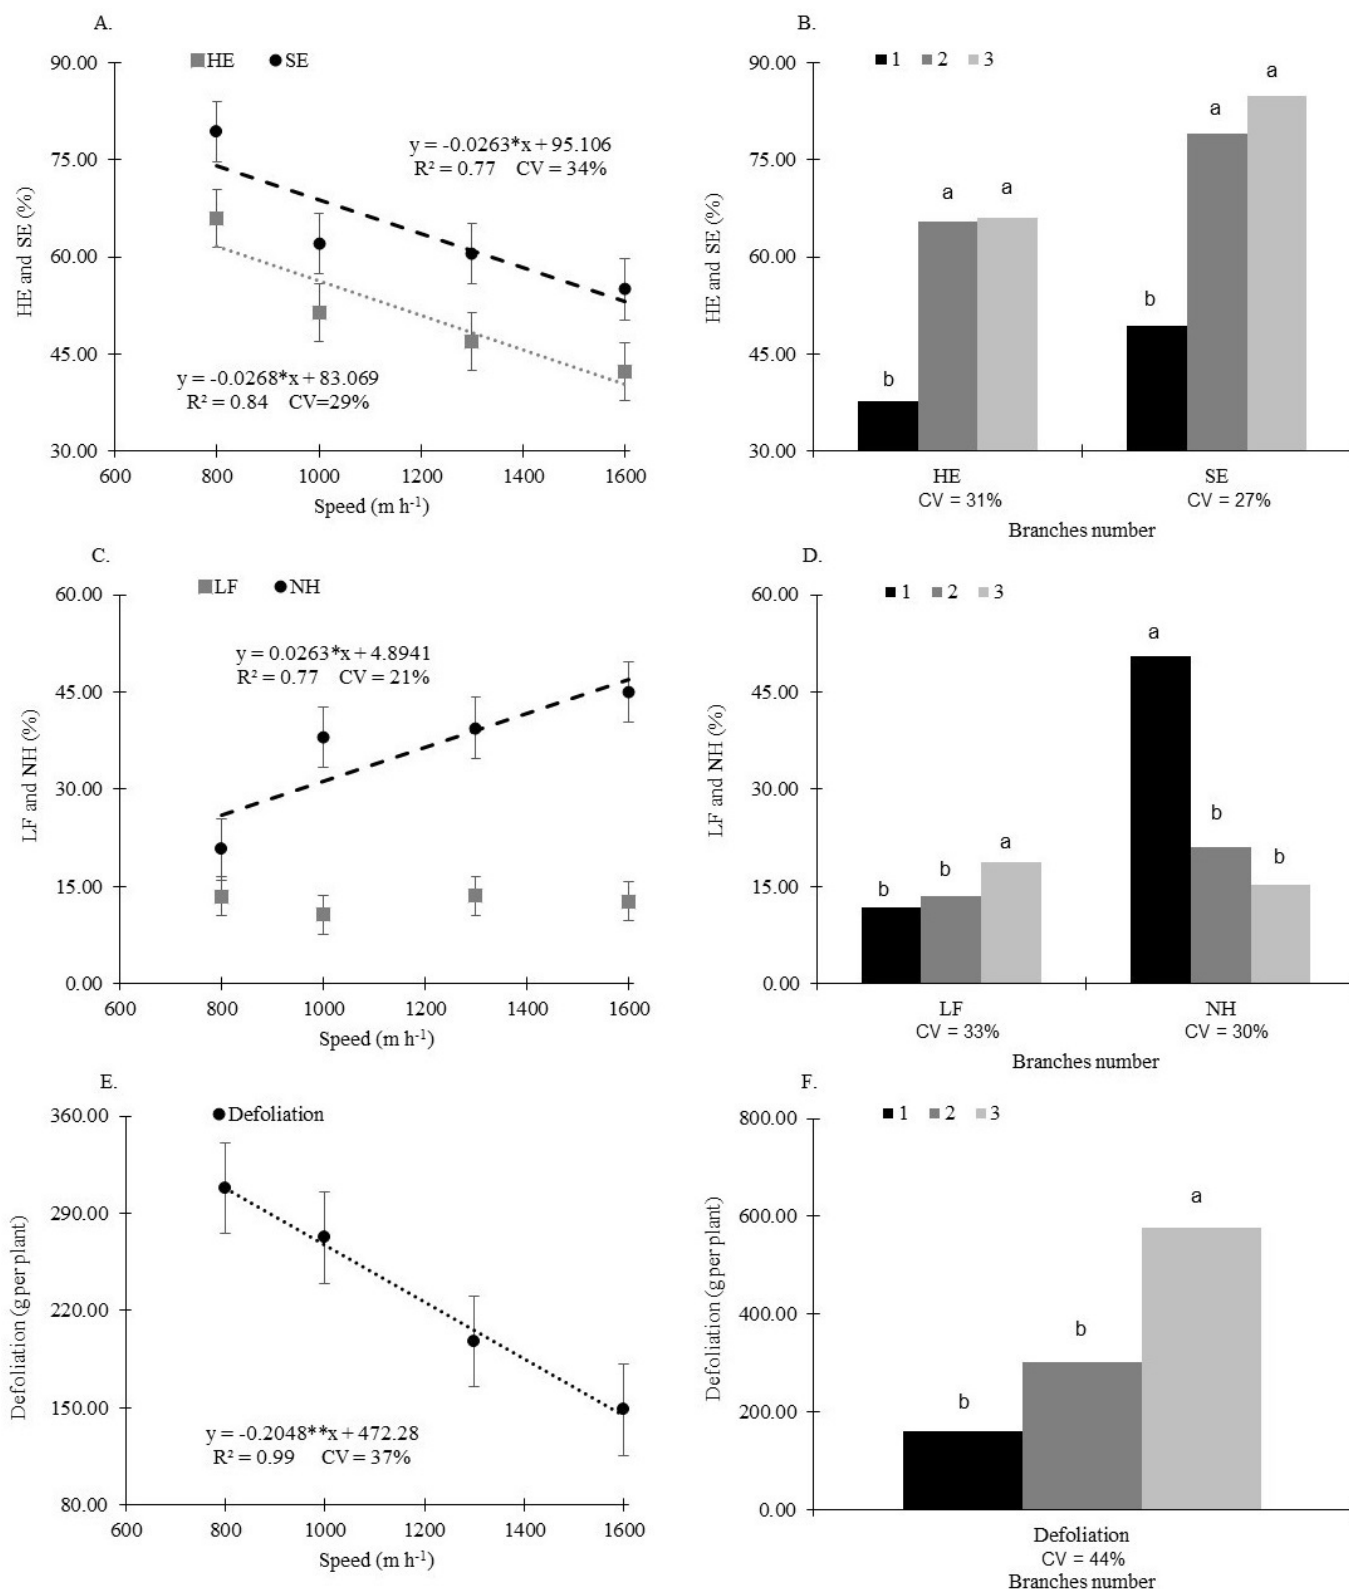 A.
HE SE
90.00
75.00
60.00
45.00
30.00
HE and SE (%)
y = -0.0263*x + 95.106
R² = 0.77 CV = 34%
y = -0.0268*x + 83.069
R² = 0.84 CV=29%
600 800 1000 1200 1400 1600
Speed (m h-1)
B.
1 2 3
90.00
75.00
60.00
45.00
30.00
HE and SE (%)
b a a
b a a
HE SE
CV = 31% CV = 27%
Branches number
C.
LF NH
60.00
45.00
30.00
15.00
0.00
LF and NH (%)
y = 0.0263*x + 4.8941
R² = 0.77 CV = 21%
600 800 1000 1200 1400 1600
Speed (m h-1)
D.
1 2 3
60.00
45.00
30.00
15.00
0.00
LF and NH (%)
b b a
a b b
LF NH
CV = 33% CV = 30%
Branches number
E.
Defoliation
360.00
290.00
220.00
150.00
80.00
Defoliation (g per plant)
y = -0.2048**x + 472.28
R² = 0.99 CV = 37%
600 800 1000 1200 1400 1600
Speed (m h-1)
F.
1 2 3
800.00
600.00
400.00
200.00
0.00
Defoliation (g per plant)
b b a
Defoliation
CV = 44%
Branches number